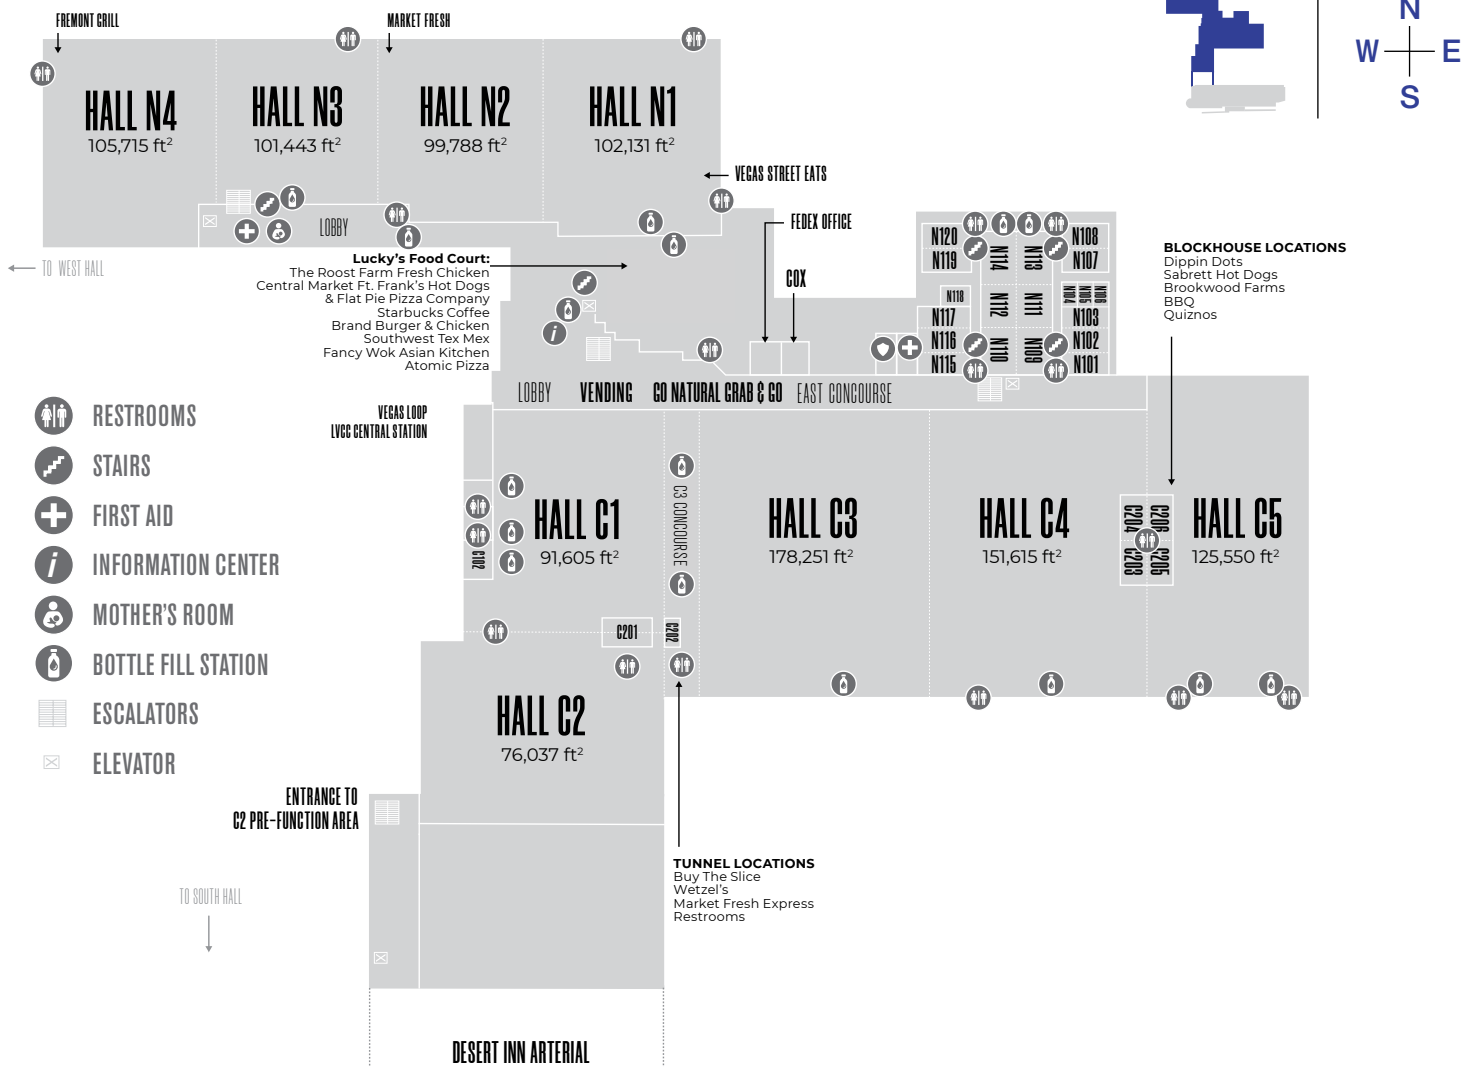 FREMONT GRILL
MARKET FRESH
N
W E
S
HALL N4
105,715 ft²
HALL N3
101,443 ft²
HALL N2
99,788 ft²
HALL N1
102,131 ft²
VEGAS STREET EATS
LOBBY
FEDEX OFFICE
COX
TO WEST HALL
Lucky's Food Court:
The Roost Farm Fresh Chicken
Central Market Ft. Frank's Hot Dogs
& Flat Pie Pizza Company
Starbucks Coffee
Brand Burger & Chicken
Southwest Tex Mex
Fancy Wok Asian Kitchen
Atomic Pizza
i
N120
N119
N118
N117
N116
N115
N114
N112
N110
N113
N111
N109
N108
N107
N104
N105
N106
N103
N102
N101
BLOCKHOUSE LOCATIONS
Dippin Dots
Sabrett Hot Dogs
Brookwood Farms
BBQ
Quiznos
LOBBY
VENDING
GO NATURAL GRAB & GO
EAST CONCOURSE
VEGAS LOOP
LVCC CENTRAL STATION
RESTROOMS
STAIRS
FIRST AID
i
INFORMATION CENTER
MOTHER'S ROOM
BOTTLE FILL STATION
ESCALATORS
ELEVATOR
C102
HALL C1
91,605 ft²
C3 CONCOURSE
HALL C3
178,251 ft²
HALL C4
151,615 ft²
C204
C206
C203
C205
HALL C5
125,550 ft²
C201
C202
HALL C2
76,037 ft²
ENTRANCE TO
C2 PRE-FUNCTION AREA
TO SOUTH HALL
TUNNEL LOCATIONS
Buy The Slice
Wetzel's
Market Fresh Express
Restrooms
DESERT INN ARTERIAL